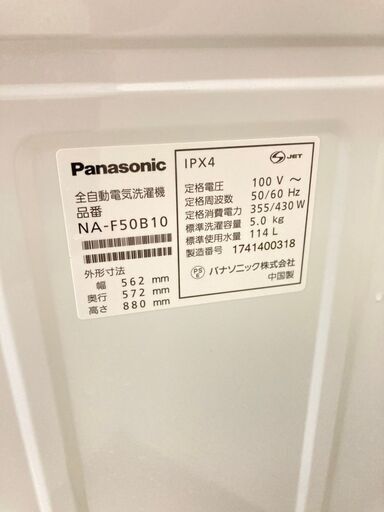 Panasonic
全自動電気洗濯機
品番
NA-F50B10
外形寸法
幅 562 mm
奥行 572 mm
高さ 880 mm
IPX4
JET
定格電圧 100 V ～
定格周波数 50/60 Hz
定格消費電力 355/430 W
標準洗濯容量 5.0 kg
標準使用水量 114 L
製造番号 1741400318
PS
E
パナソニック株式会社
中国製